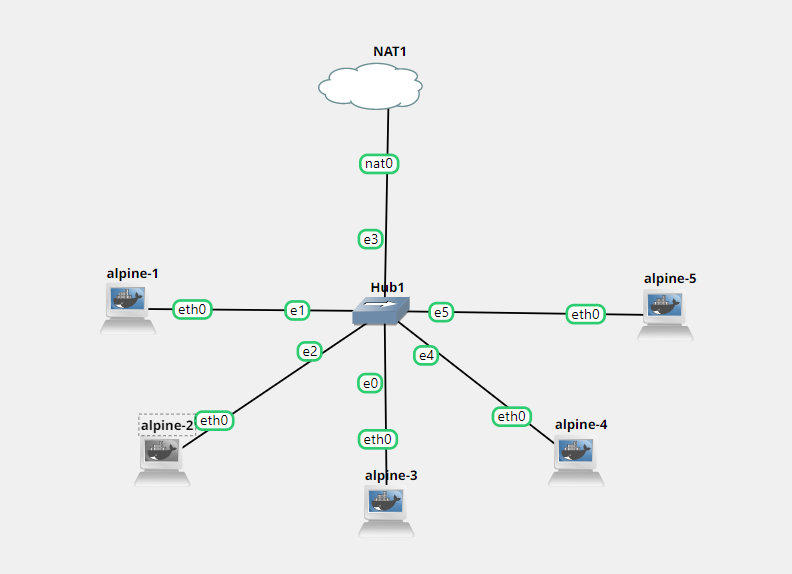 NAT1
nat0
e3
alpine-1
Hub1
alpine-5
eth0
e1
e5
eth0
e2
e4
e0
alpine-2
eth0
eth0
alpine-4
eth0
alpine-3